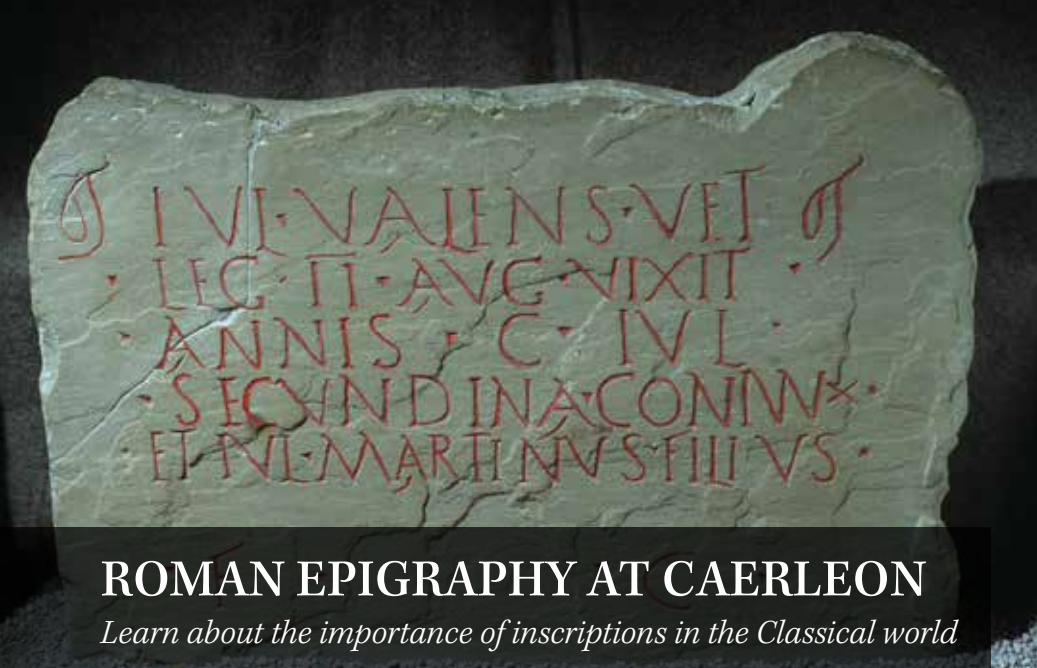 IVL·VALENS·VET
·LEG·II·AVG·VIXIT·
·ANNIS·C·IVL·
·SECVNDINA·CONIVNX·
·ET·IVL·MARTINVS·FILIVS·
F C
ROMAN EPIGRAPHY AT CAERLEON
Learn about the importance of inscriptions in the Classical world